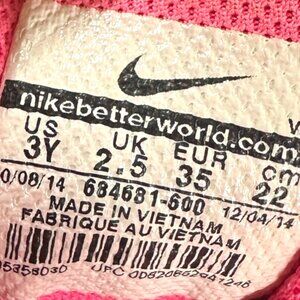 nikebetterworld.com
US UK EUR cm
3Y 2.5 35 22
0/08/14 684681-600 12/04/14
MADE IN VIETNAM
FABRIQUE AU VIETNAM
UPC